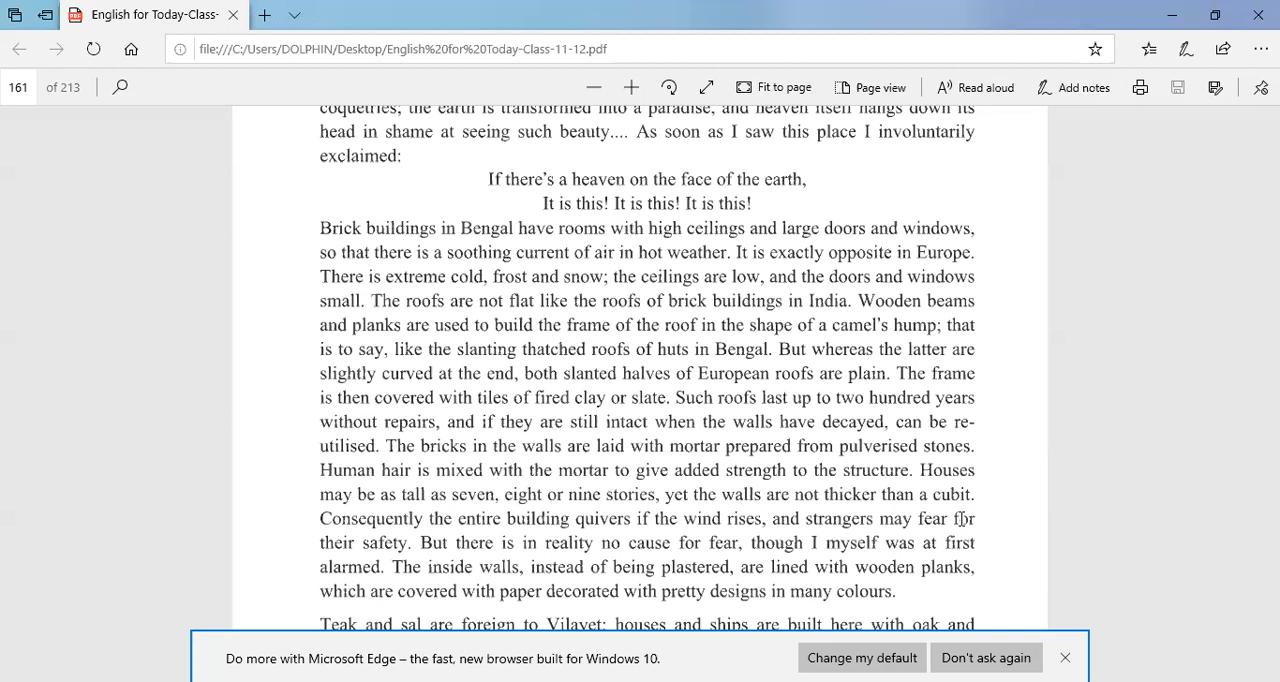 English for Today-Class-
file:///C:/Users/DOLPHIN/Desktop/English%20for%20Today-Class-11-12.pdf
161 of 213
Fit to page
Page view
Read aloud
Add notes
coquetries; the earth is transformed into a paradise, and heaven itself hangs down its
head in shame at seeing such beauty.... As soon as I saw this place I involuntarily
exclaimed:
If there's a heaven on the face of the earth,
It is this! It is this! It is this!
Brick buildings in Bengal have rooms with high ceilings and large doors and windows,
so that there is a soothing current of air in hot weather. It is exactly opposite in Europe.
There is extreme cold, frost and snow; the ceilings are low, and the doors and windows
small. The roofs are not flat like the roofs of brick buildings in India. Wooden beams
and planks are used to build the frame of the roof in the shape of a camel's hump; that
is to say, like the slanting thatched roofs of huts in Bengal. But whereas the latter are
slightly curved at the end, both slanted halves of European roofs are plain. The frame
is then covered with tiles of fired clay or slate. Such roofs last up to two hundred years
without repairs, and if they are still intact when the walls have decayed, can be re-
utilised. The bricks in the walls are laid with mortar prepared from pulverised stones.
Human hair is mixed with the mortar to give added strength to the structure. Houses
may be as tall as seven, eight or nine stories, yet the walls are not thicker than a cubit.
Consequently the entire building quivers if the wind rises, and strangers may fear for
their safety. But there is in reality no cause for fear, though I myself was at first
alarmed. The inside walls, instead of being plastered, are lined with wooden planks,
which are covered with paper decorated with pretty designs in many colours.
Teak and sal are foreign to Vilayet; houses and ships are built here with oak and
Do more with Microsoft Edge – the fast, new browser built for Windows 10.
Change my default
Don't ask again